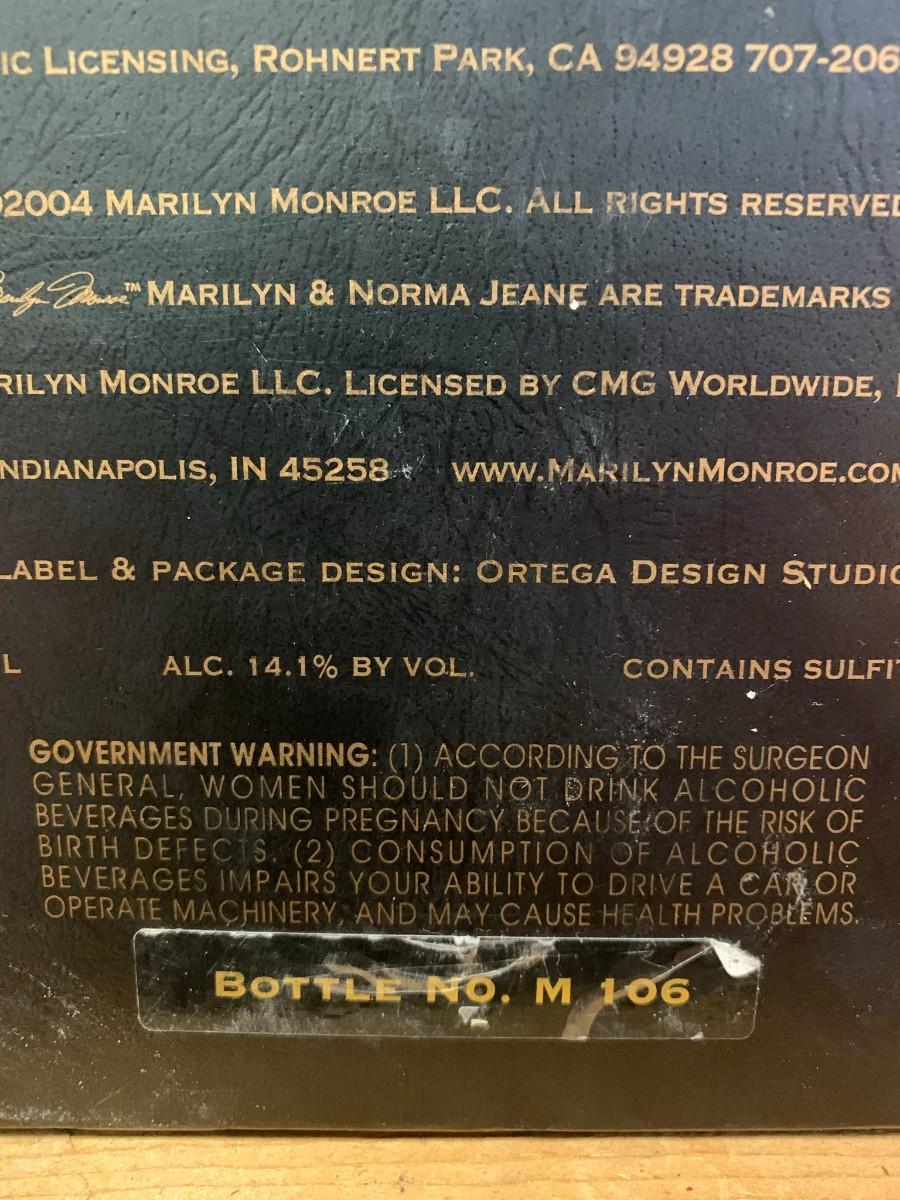 IC LICENSING, ROHNERT PARK, CA 94928 707-206
©2004 MARILYN MONROE LLC. ALL RIGHTS RESERVED
Marilyn Monroe™ MARILYN & NORMA JEANE ARE TRADEMARKS
RILYN MONROE LLC. LICENSED BY CMG WORLDWIDE, I
NDIANAPOLIS, IN 45258 WWW.MARILYNMONROE.COM
LABEL & PACKAGE DESIGN: ORTEGA DESIGN STUDIO
L ALC. 14.1% BY VOL. CONTAINS SULFIT
GOVERNMENT WARNING: (1) ACCORDING TO THE SURGEON
GENERAL, WOMEN SHOULD NOT DRINK ALCOHOLIC
BEVERAGES DURING PREGNANCY BECAUSE OF THE RISK OF
BIRTH DEFECTS. (2) CONSUMPTION OF ALCOHOLIC
BEVERAGES IMPAIRS YOUR ABILITY TO DRIVE A CAR OR
OPERATE MACHINERY, AND MAY CAUSE HEALTH PROBLEMS.
BOTTLE NO. M 106